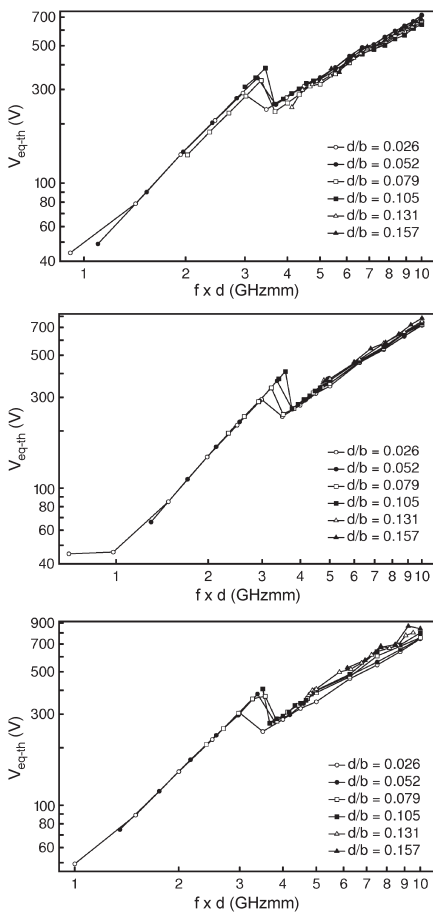 700
500
300
100
80
60
40
V_eq-th (V)
d/b = 0.026
d/b = 0.052
d/b = 0.079
d/b = 0.105
d/b = 0.131
d/b = 0.157
1 2 3 4 5 6 7 8 9 10
f x d (GHzmm)
700
500
300
100
80
60
40
V_eq-th (V)
d/b = 0.026
d/b = 0.052
d/b = 0.079
d/b = 0.105
d/b = 0.131
d/b = 0.157
1 2 3 4 5 6 7 8 9 10
f x d (GHzmm)
900
700
500
300
100
80
60
V_eq-th (V)
d/b = 0.026
d/b = 0.052
d/b = 0.079
d/b = 0.105
d/b = 0.131
d/b = 0.157
1 2 3 4 5 6 7 8 9 10
f x d (GHzmm)